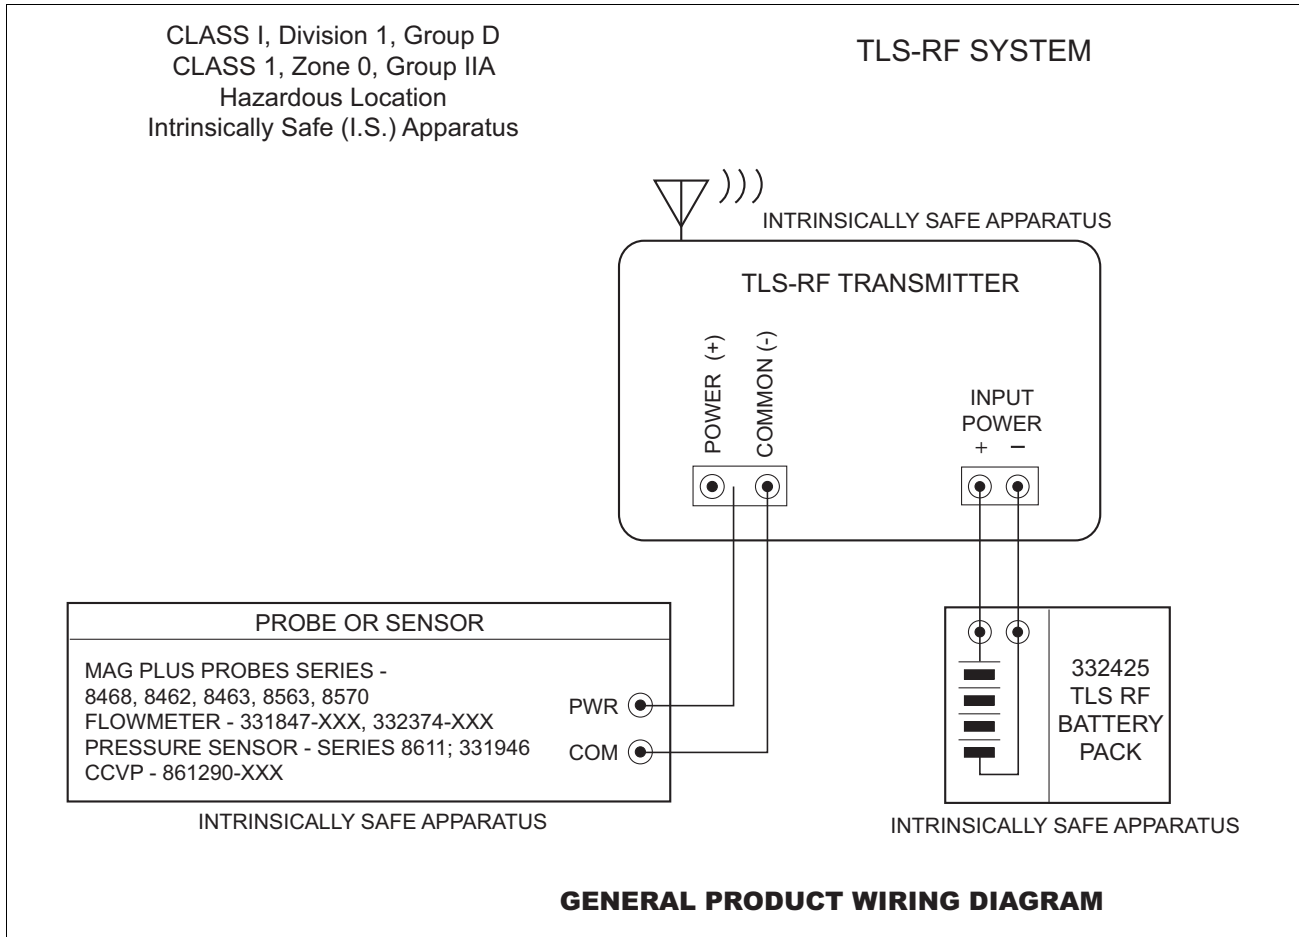 CLASS I, Division 1, Group D
CLASS 1, Zone 0, Group IIA
Hazardous Location
Intrinsically Safe (I.S.) Apparatus
TLS-RF SYSTEM
INTRINSICALLY SAFE APPARATUS
TLS-RF TRANSMITTER
POWER (+)
COMMON (-)
INPUT
POWER
+ −
PROBE OR SENSOR
MAG PLUS PROBES SERIES -
8468, 8462, 8463, 8563, 8570
FLOWMETER - 331847-XXX, 332374-XXX
PRESSURE SENSOR - SERIES 8611; 331946
CCVP - 861290-XXX
PWR
COM
INTRINSICALLY SAFE APPARATUS
332425
TLS RF
BATTERY
PACK
INTRINSICALLY SAFE APPARATUS
GENERAL PRODUCT WIRING DIAGRAM